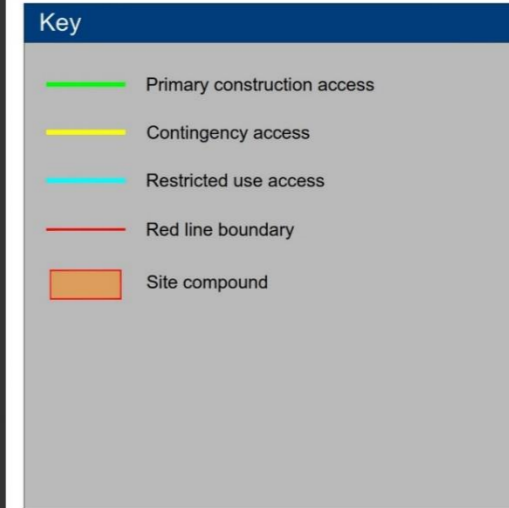 Key
Primary construction access
Contingency access
Restricted use access
Red line boundary
Site compound